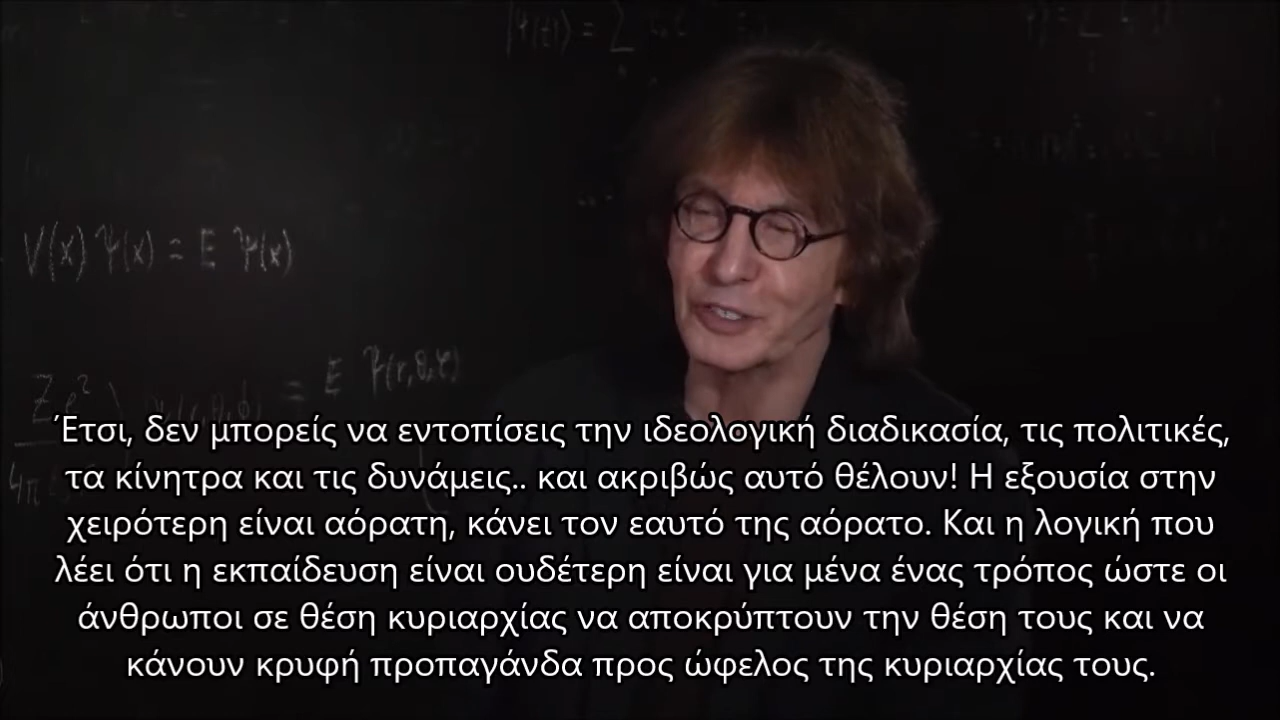 |Ψ(t)⟩ = Σ
V(x) Ψ(x) = E Ψ(x)
= E Ψ(r,θ,φ)
Ze²
4π
Έτσι, δεν μπορείς να εντοπίσεις την ιδεολογική διαδικασία, τις πολιτικές,
τα κίνητρα και τις δυνάμεις.. και ακριβώς αυτό θέλουν! Η εξουσία στην
χειρότερη είναι αόρατη, κάνει τον εαυτό της αόρατο. Και η λογική που
λέει ότι η εκπαίδευση είναι ουδέτερη είναι για μένα ένας τρόπος ώστε οι
άνθρωποι σε θέση κυριαρχίας να αποκρύπτουν την θέση τους και να
κάνουν κρυφή προπαγάνδα προς ώφελος της κυριαρχίας τους.